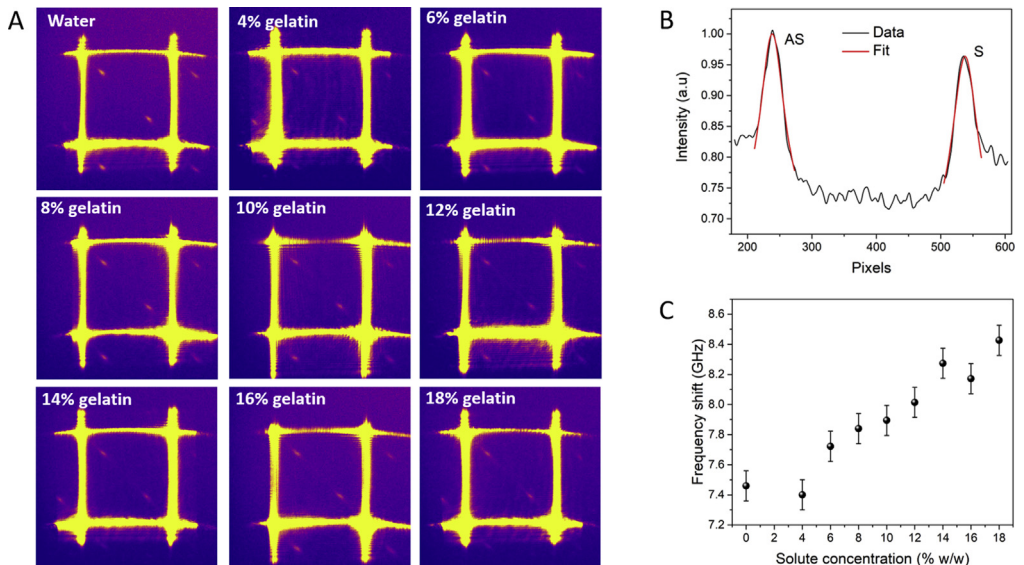 A
Water
4% gelatin
6% gelatin
8% gelatin
10% gelatin
12% gelatin
14% gelatin
16% gelatin
18% gelatin
B
1.00
0.95
0.90
0.85
0.80
0.75
0.70
Intensity (a.u)
AS
Data
Fit
S
200 300 400 500 600
Pixels
C
8.6
8.4
8.2
8.0
7.8
7.6
7.4
7.2
Frequency shift (GHz)
0 2 4 6 8 10 12 14 16 18
Solute concentration (% w/w)